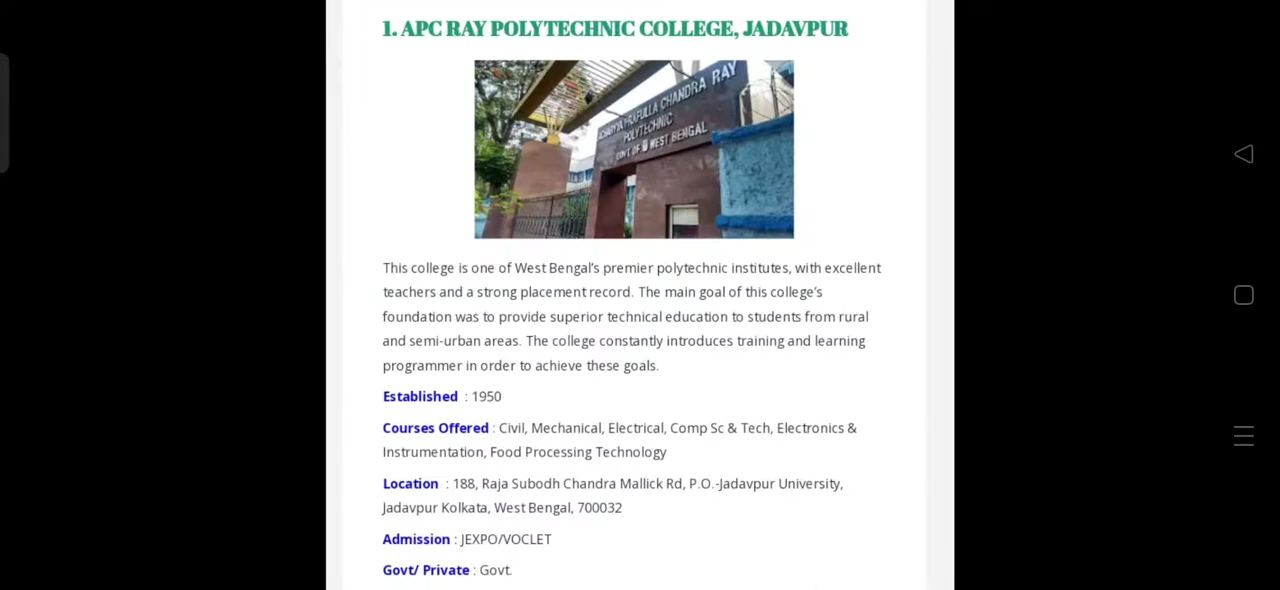 1. APC RAY POLYTECHNIC COLLEGE, JADAVPUR
ACHARYYA PRAFULLA CHANDRA RAY
POLYTECHNIC
GOVT. OF WEST BENGAL
This college is one of West Bengal's premier polytechnic institutes, with excellent
teachers and a strong placement record. The main goal of this college's
foundation was to provide superior technical education to students from rural
and semi-urban areas. The college constantly introduces training and learning
programmer in order to achieve these goals.
Established : 1950
Courses Offered : Civil, Mechanical, Electrical, Comp Sc & Tech, Electronics &
Instrumentation, Food Processing Technology
Location : 188, Raja Subodh Chandra Mallick Rd, P.O.-Jadavpur University,
Jadavpur Kolkata, West Bengal, 700032
Admission : JEXPO/VOCLET
Govt/ Private : Govt.